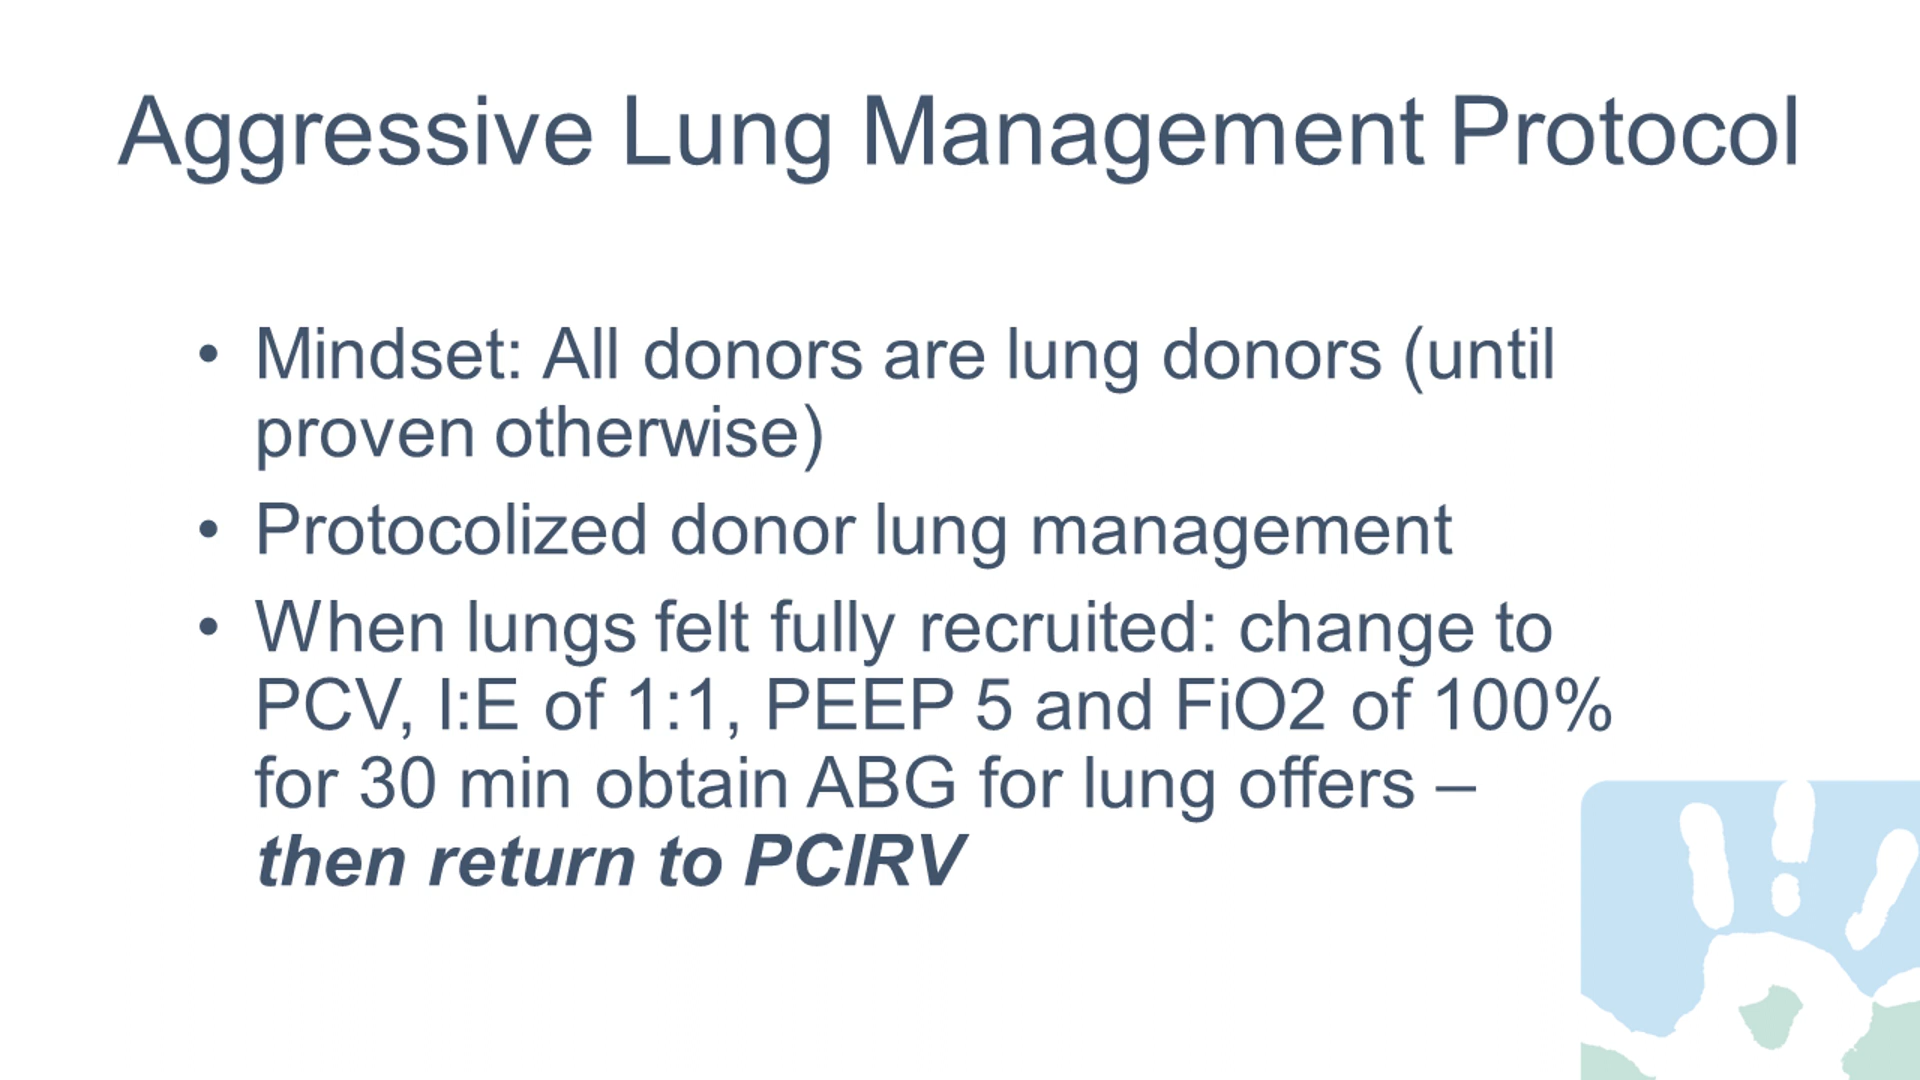 Aggressive Lung Management Protocol
• Mindset: All donors are lung donors (until
proven otherwise)
• Protocolized donor lung management
• When lungs felt fully recruited: change to
PCV, I:E of 1:1, PEEP 5 and FiO2 of 100%
for 30 min obtain ABG for lung offers –
then return to PCIRV